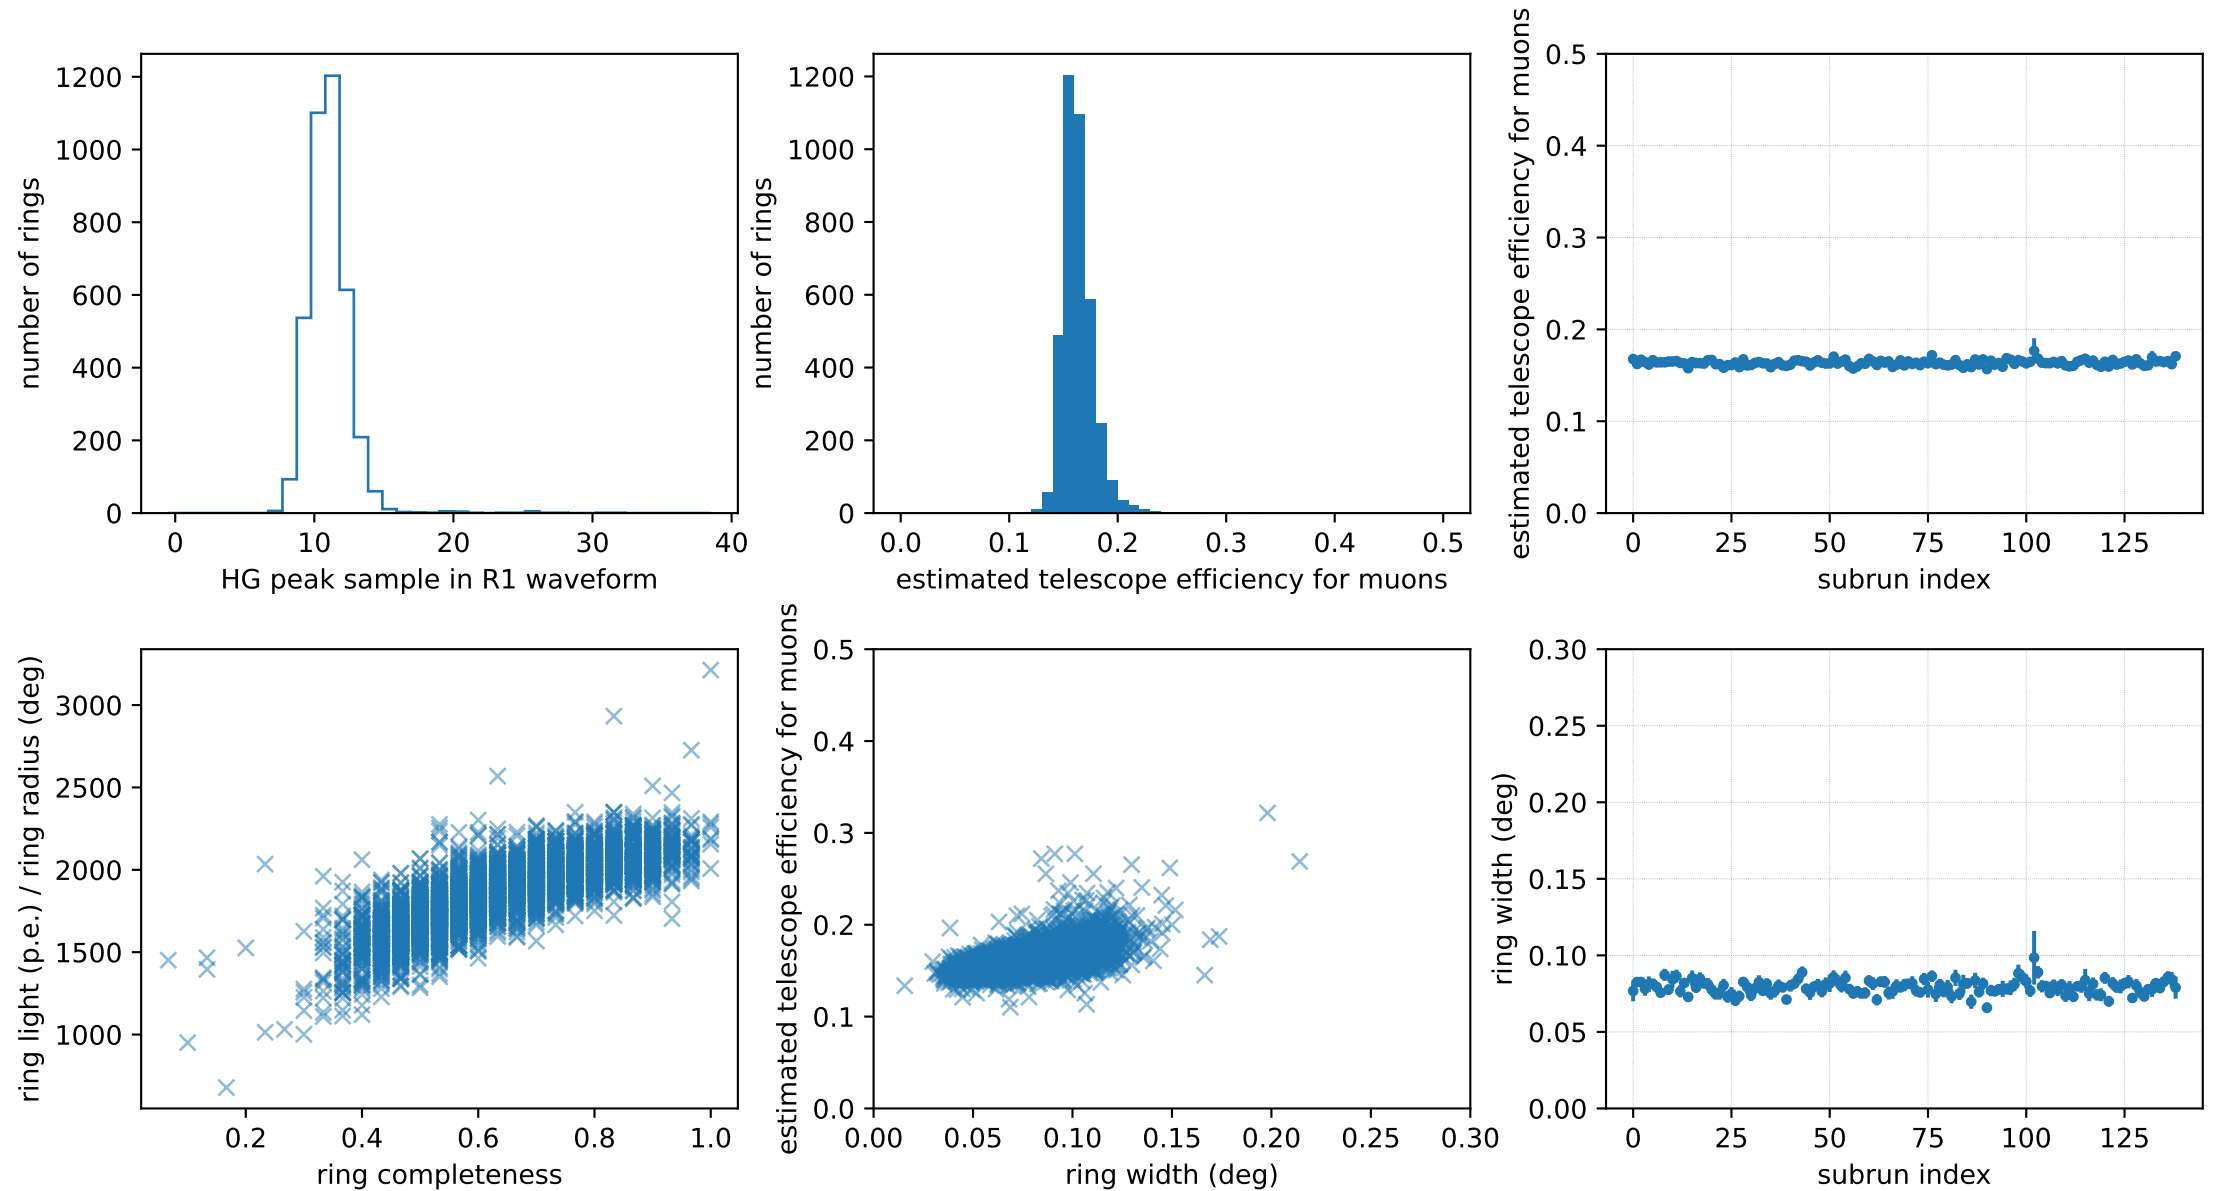 number of rings
1200
1000
800
600
400
200
0
0 10 20 30 40
HG peak sample in R1 waveform
number of rings
1200
1000
800
600
400
200
0
0.0 0.1 0.2 0.3 0.4 0.5
estimated telescope efficiency for muons
estimated telescope efficiency for muons
0.5
0.4
0.3
0.2
0.1
0.0
0 25 50 75 100 125
subrun index
ring light (p.e.) / ring radius (deg)
3000
2500
2000
1500
1000
0.2 0.4 0.6 0.8 1.0
ring completeness
estimated telescope efficiency for muons
0.5
0.4
0.3
0.2
0.1
0.0
0.00 0.05 0.10 0.15 0.20 0.25 0.30
ring width (deg)
ring width (deg)
0.30
0.25
0.20
0.15
0.10
0.05
0.00
0 25 50 75 100 125
subrun index